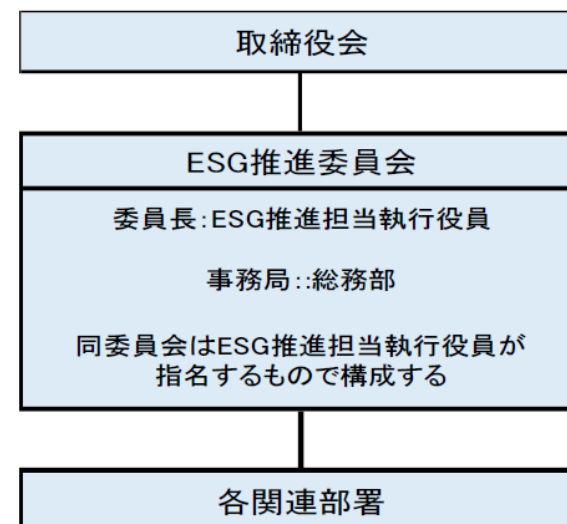 取締役会
ESG推進委員会
委員長:ESG推進担当執行役員
事務局::総務部
同委員会はESG推進担当執行役員が
指名するもので構成する
各関連部署